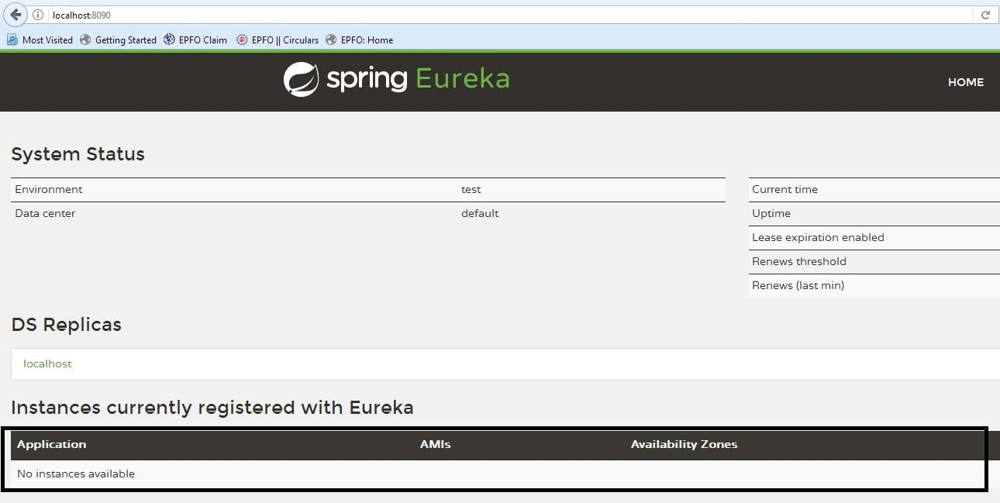 localhost:8090
Most Visited Getting Started EPFO Claim EPFO || Circulars EPFO: Home
spring Eureka
HOME
System Status
Environment test
Data center default
Current time
Uptime
Lease expiration enabled
Renews threshold
Renews (last min)
DS Replicas
localhost
Instances currently registered with Eureka
Application AMIs Availability Zones
No instances available